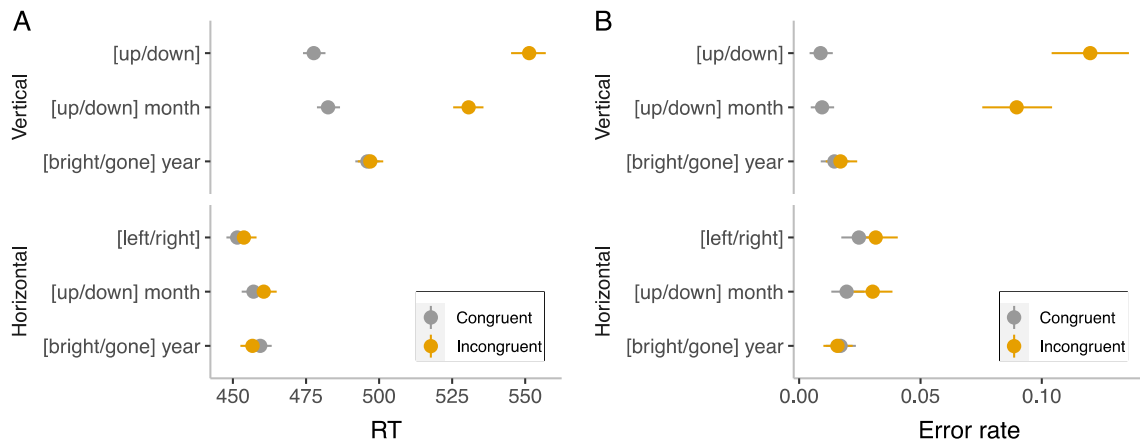 A
Vertical
[up/down]
[up/down] month
[bright/gone] year
Horizontal
[left/right]
[up/down] month
[bright/gone] year
Congruent
Incongruent
450 475 500 525 550
RT
B
Vertical
[up/down]
[up/down] month
[bright/gone] year
Horizontal
[left/right]
[up/down] month
[bright/gone] year
Congruent
Incongruent
0.00 0.05 0.10
Error rate